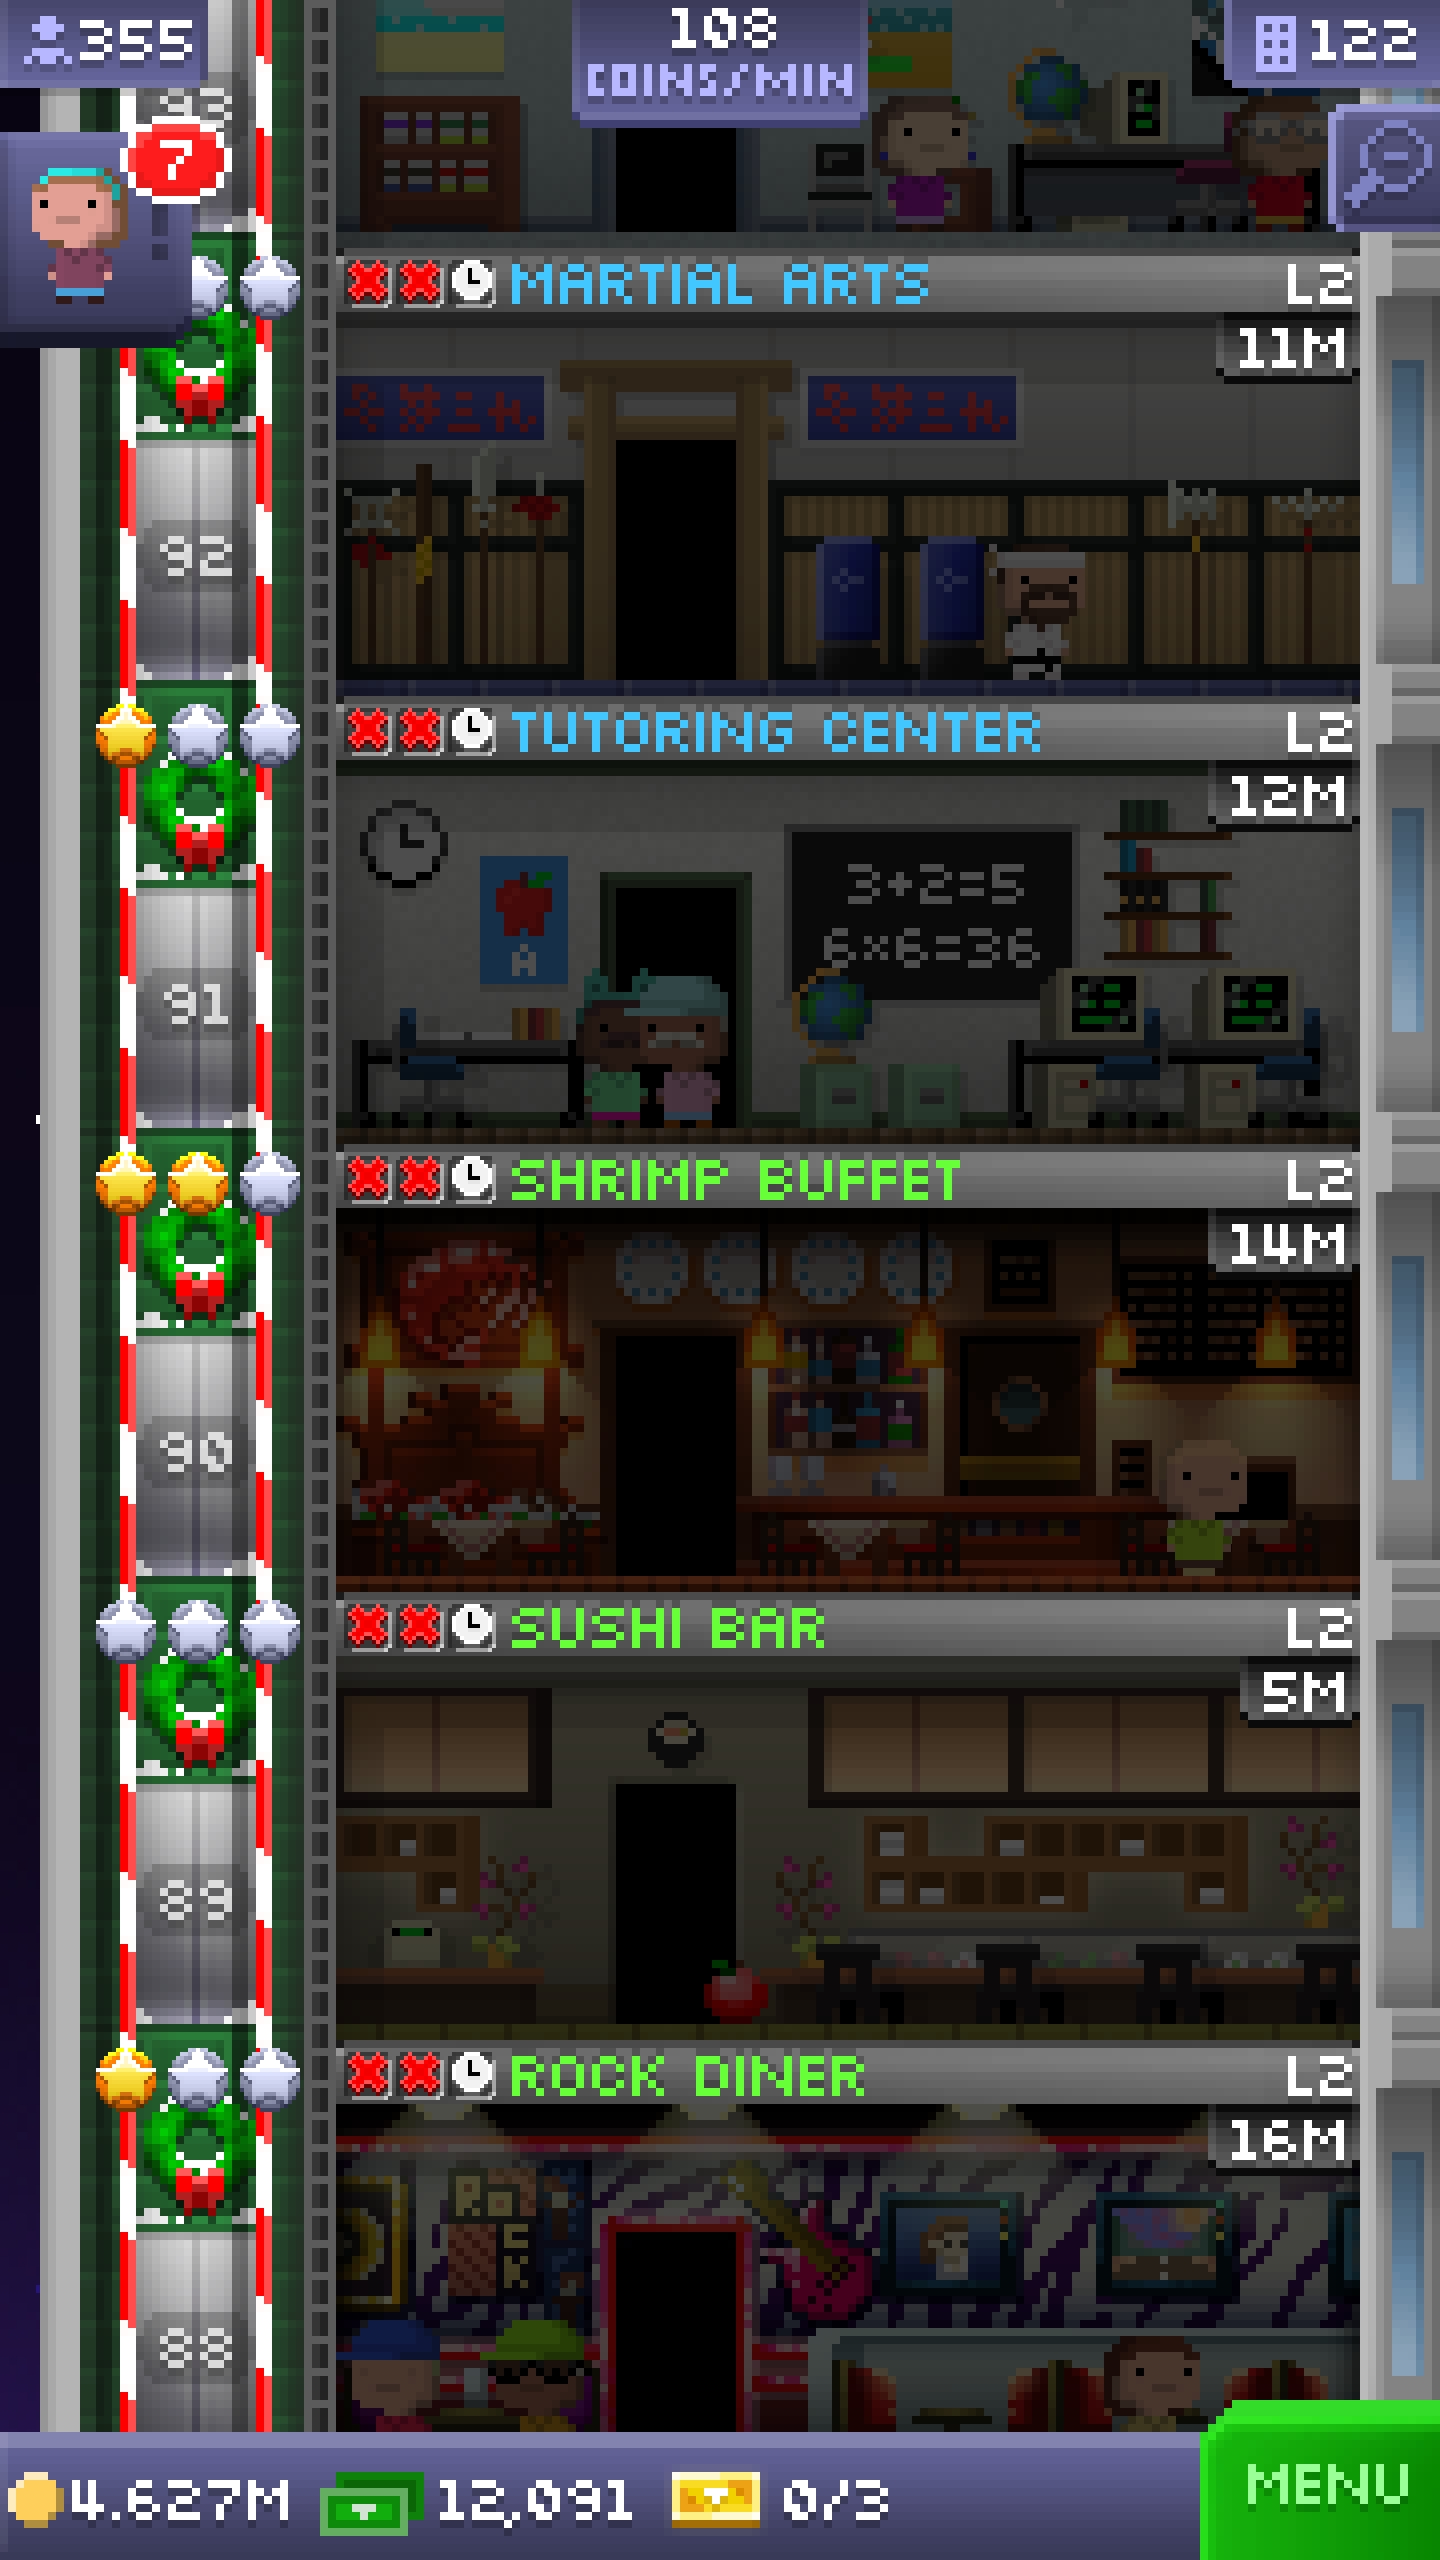 355
108
COINS/MIN
122
93
7
MARTIAL ARTS
L2
11M
92
TUTORING CENTER
L2
12M
3+2=5
6×6=36
A
91
SHRIMP BUFFET
L2
14M
90
SUSHI BAR
L2
5M
89
ROCK DINER
L2
16M
88
4.627M
12,091
0/3
MENU